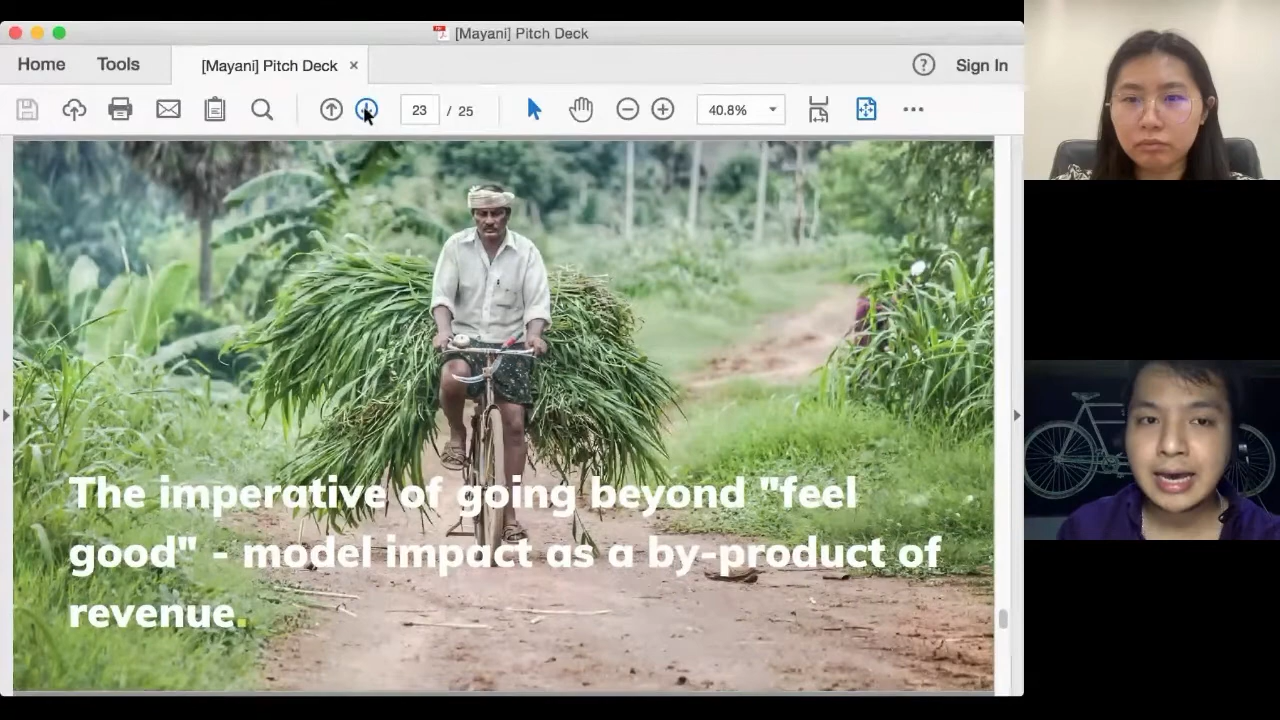 [Mayani] Pitch Deck
Home Tools [Mayani] Pitch Deck × Sign In
23 / 25 40.8%
The imperative of going beyond "feel
good" - model impact as a by-product of
revenue.